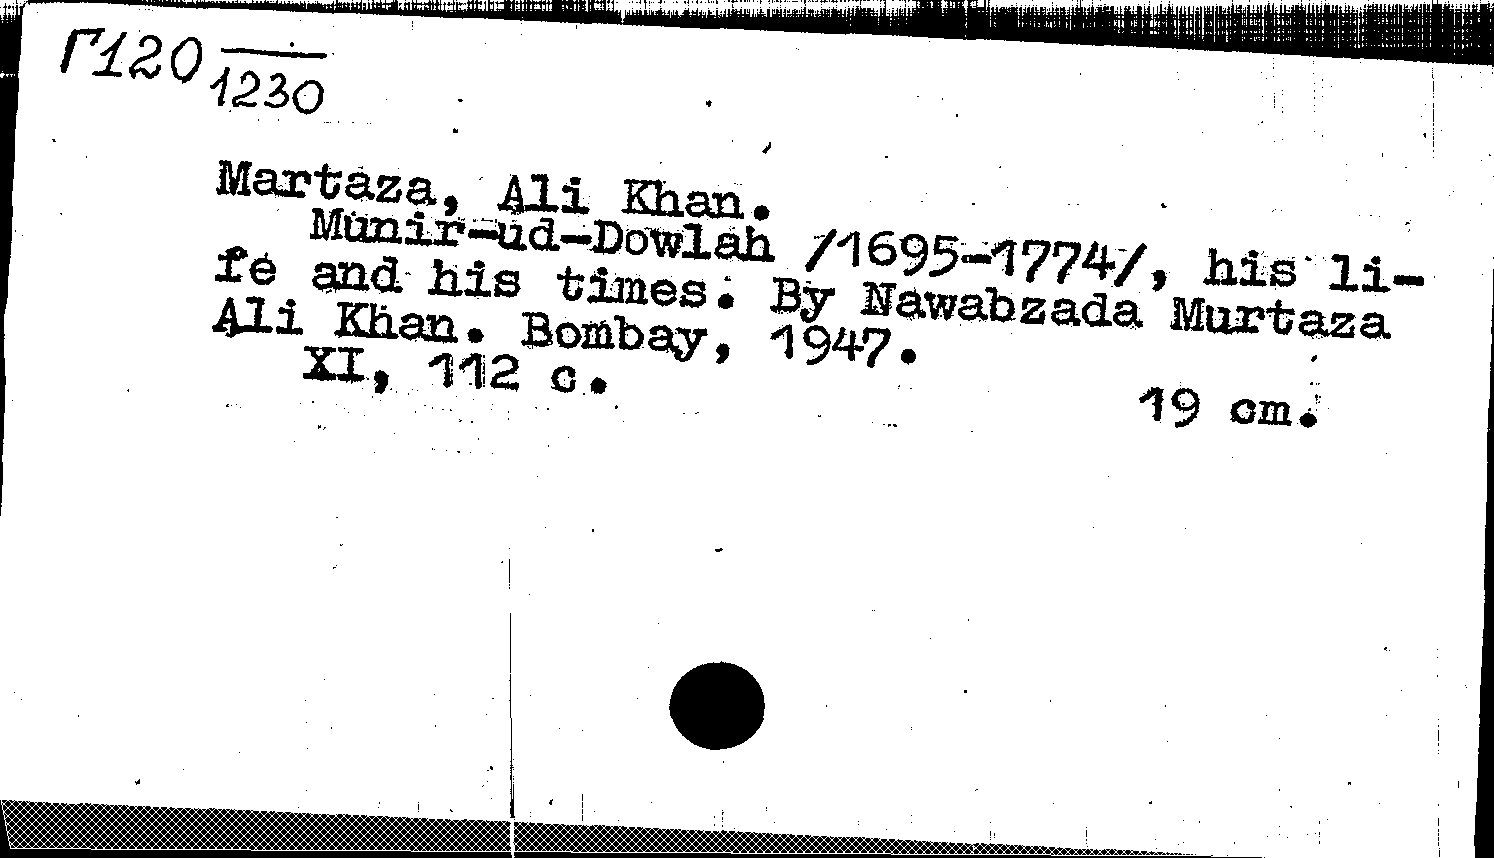 Г120 1230
Martaza, Ali Khan.
Munir-ud-Dowlah /1695-1774/, his li-
fe and his times. By Nawabzada Murtaza
Ali Khan. Bombay, 1947.
XI, 112 c.
19 cm.